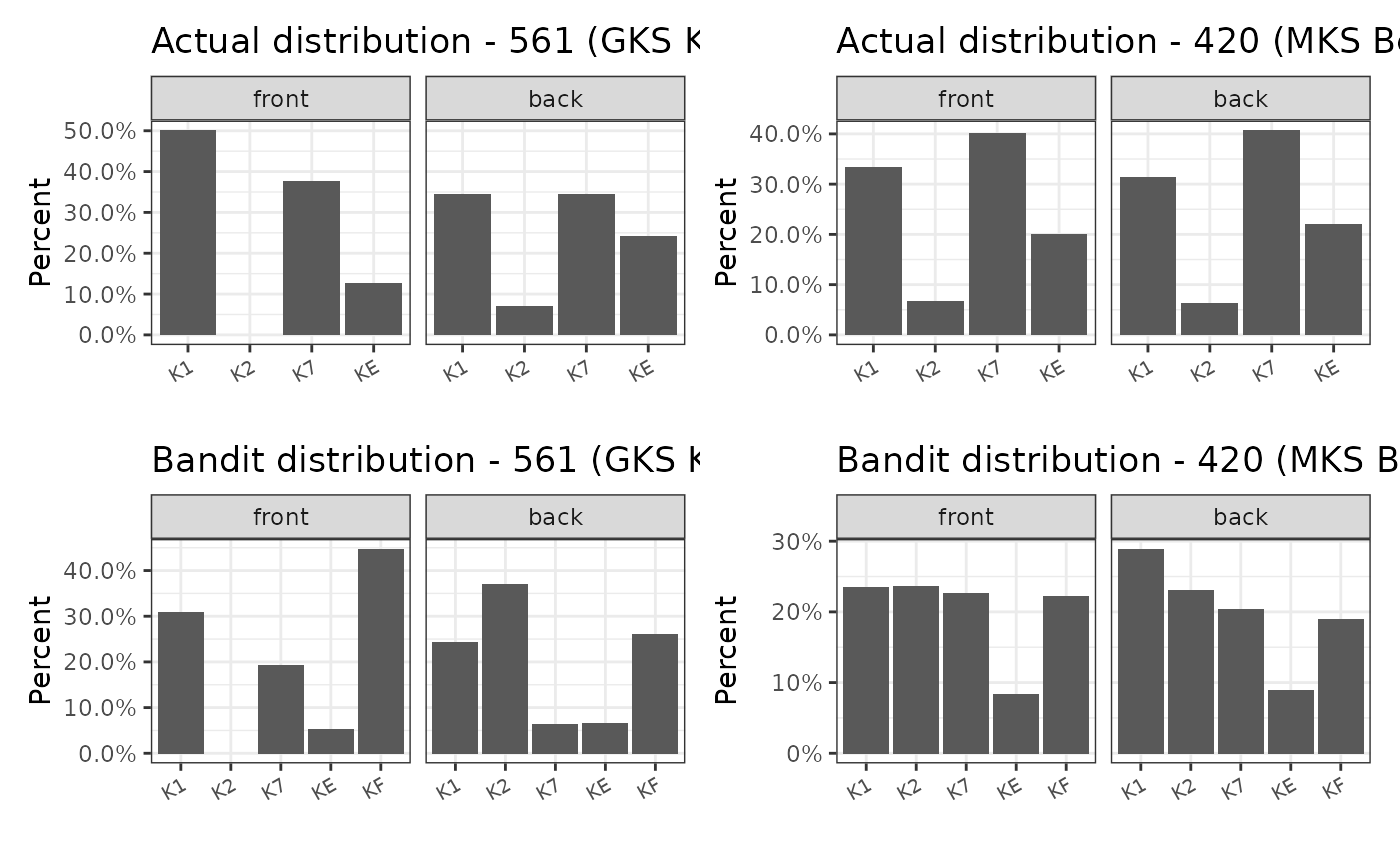 Actual distribution - 561 (GKS K
front back
Percent
50.0%
40.0%
30.0%
20.0%
10.0%
0.0%
K1 K2 K7 KE K1 K2 K7 KE
Actual distribution - 420 (MKS B
front back
Percent
40.0%
30.0%
20.0%
10.0%
0.0%
K1 K2 K7 KE K1 K2 K7 KE
Bandit distribution - 561 (GKS K
front back
Percent
40.0%
30.0%
20.0%
10.0%
0.0%
K1 K2 K7 KE KF K1 K2 K7 KE KF
Bandit distribution - 420 (MKS B
front back
Percent
30%
20%
10%
0%
K1 K2 K7 KE KF K1 K2 K7 KE KF